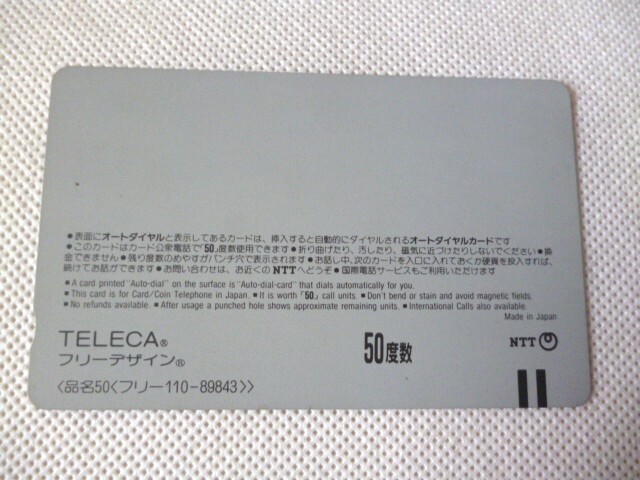 ●表面にオートダイヤルと表示してあるカードは、挿入すると自動的にダイヤルされるオートダイヤルカードです
●このカードはカード公衆電話で「50」度数使用できます●折り曲げたり、汚したり、磁気に近づけたりしないでください●換
金できません●残り度数のめやすがパンチ穴で表示されます●お話し中、次のカードを入口に入れておくか硬貨を投入すれば、
続けてお話ができます●お問い合わせは、お近くのNTTへどうぞ●国際電話サービスもご利用いただけます
■A card printed "Auto-dial" on the surface is "Auto-dial-card" that dials automatically for you.
■This card is for Card/Coin Telephone in Japan. ■It is worth「50」call units. ■Don't bend or stain and avoid magnetic fields.
■No refunds available. ■After usage a punched hole shows approximate remaining units. ■International Calls also available.
Made in Japan
TELECA®
フリーデザイン®
50度数
NTT
〈品名50〈フリー110-89843〉〉